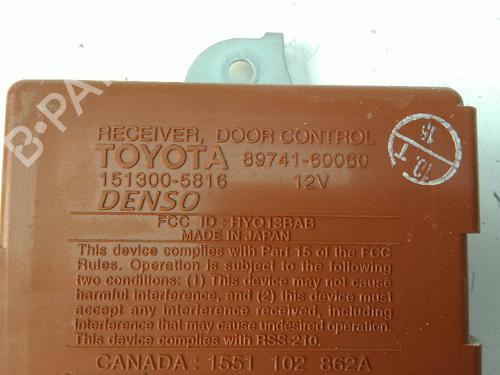 B-PARTS
RECEIVER, DOOR CONTROL
TOYOTA 89741-60060
151300-5816 12V
DENSO
FCC ID : HYQ13BAB
MADE IN JAPAN
This device complies with Part 15 of the FCC
Rules. Operation is subject to the following
two conditions: (1) This device may not cause
harmful interference, and (2) this device must
accept any interference received, including
interference that may cause undesired operation.
This device complies with RSS-210.
CANADA : 1551 102 862A